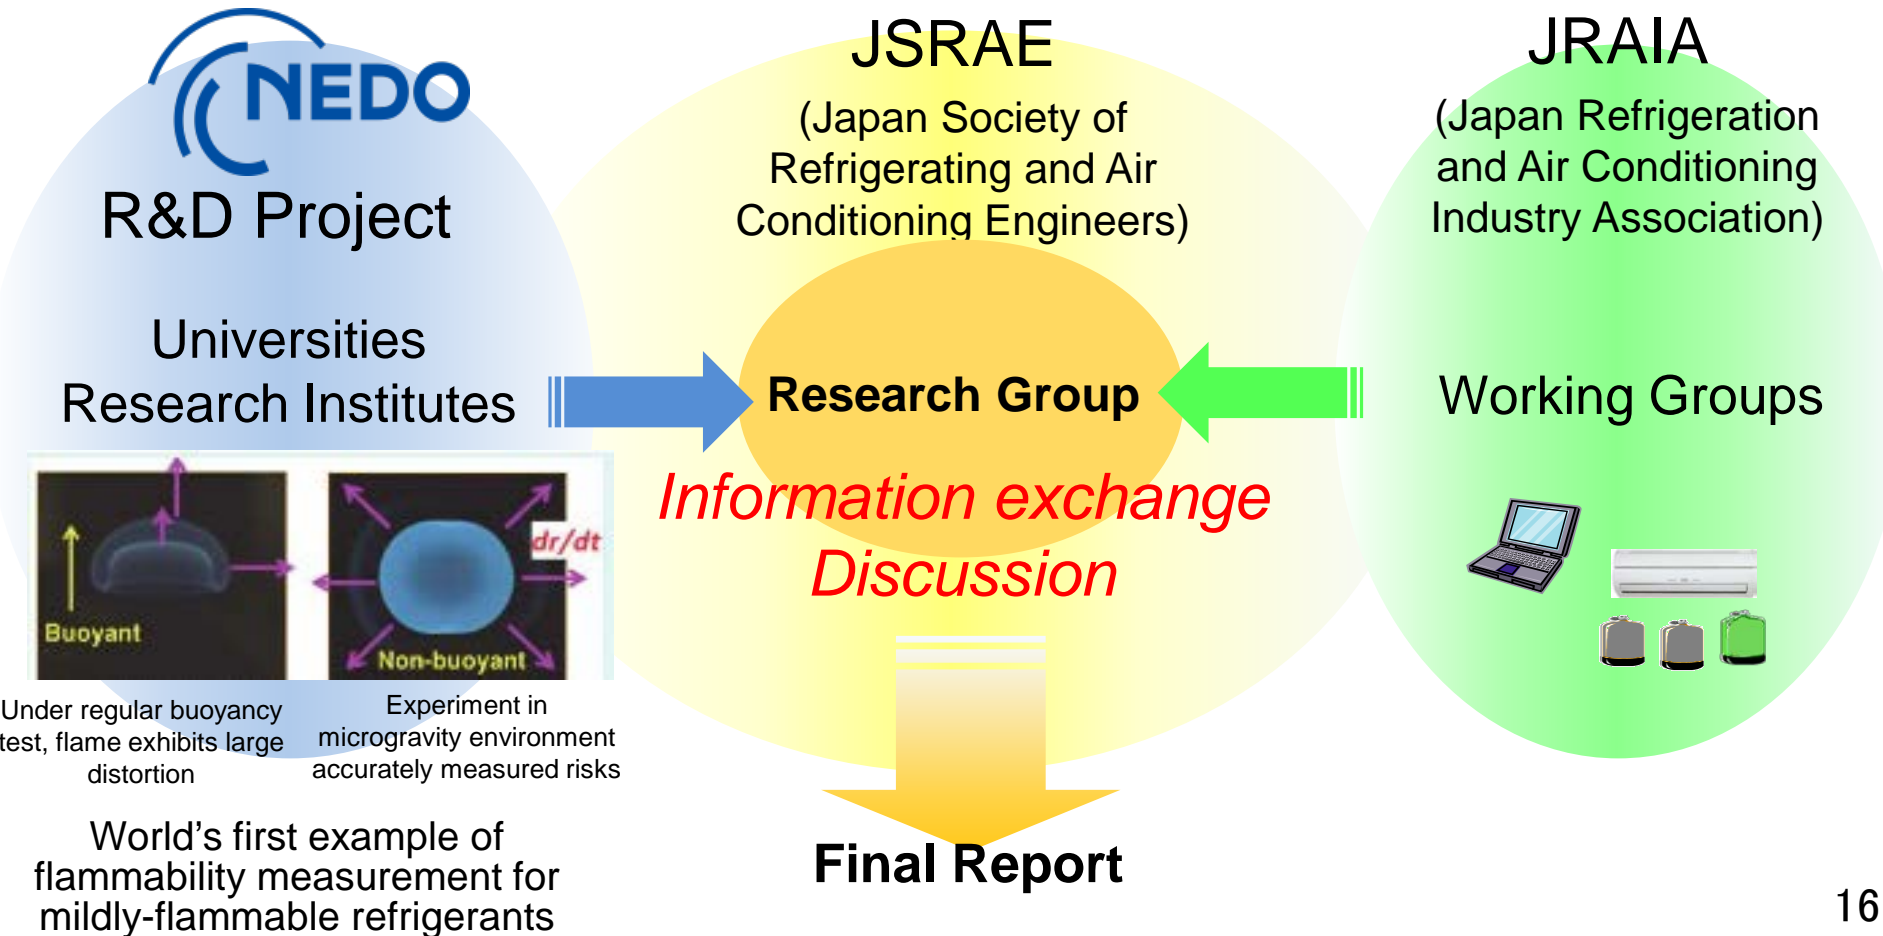 NEDO
R&D Project
Universities
Research Institutes
Buoyant
dr/dt
Non-buoyant
Under regular buoyancy
test, flame exhibits large
distortion
Experiment in
microgravity environment
accurately measured risks
World's first example of
flammability measurement for
mildly-flammable refrigerants
JSRAE
(Japan Society of
Refrigerating and Air
Conditioning Engineers)
Research Group
Information exchange
Discussion
Final Report
JRAIA
(Japan Refrigeration
and Air Conditioning
Industry Association)
Working Groups
16